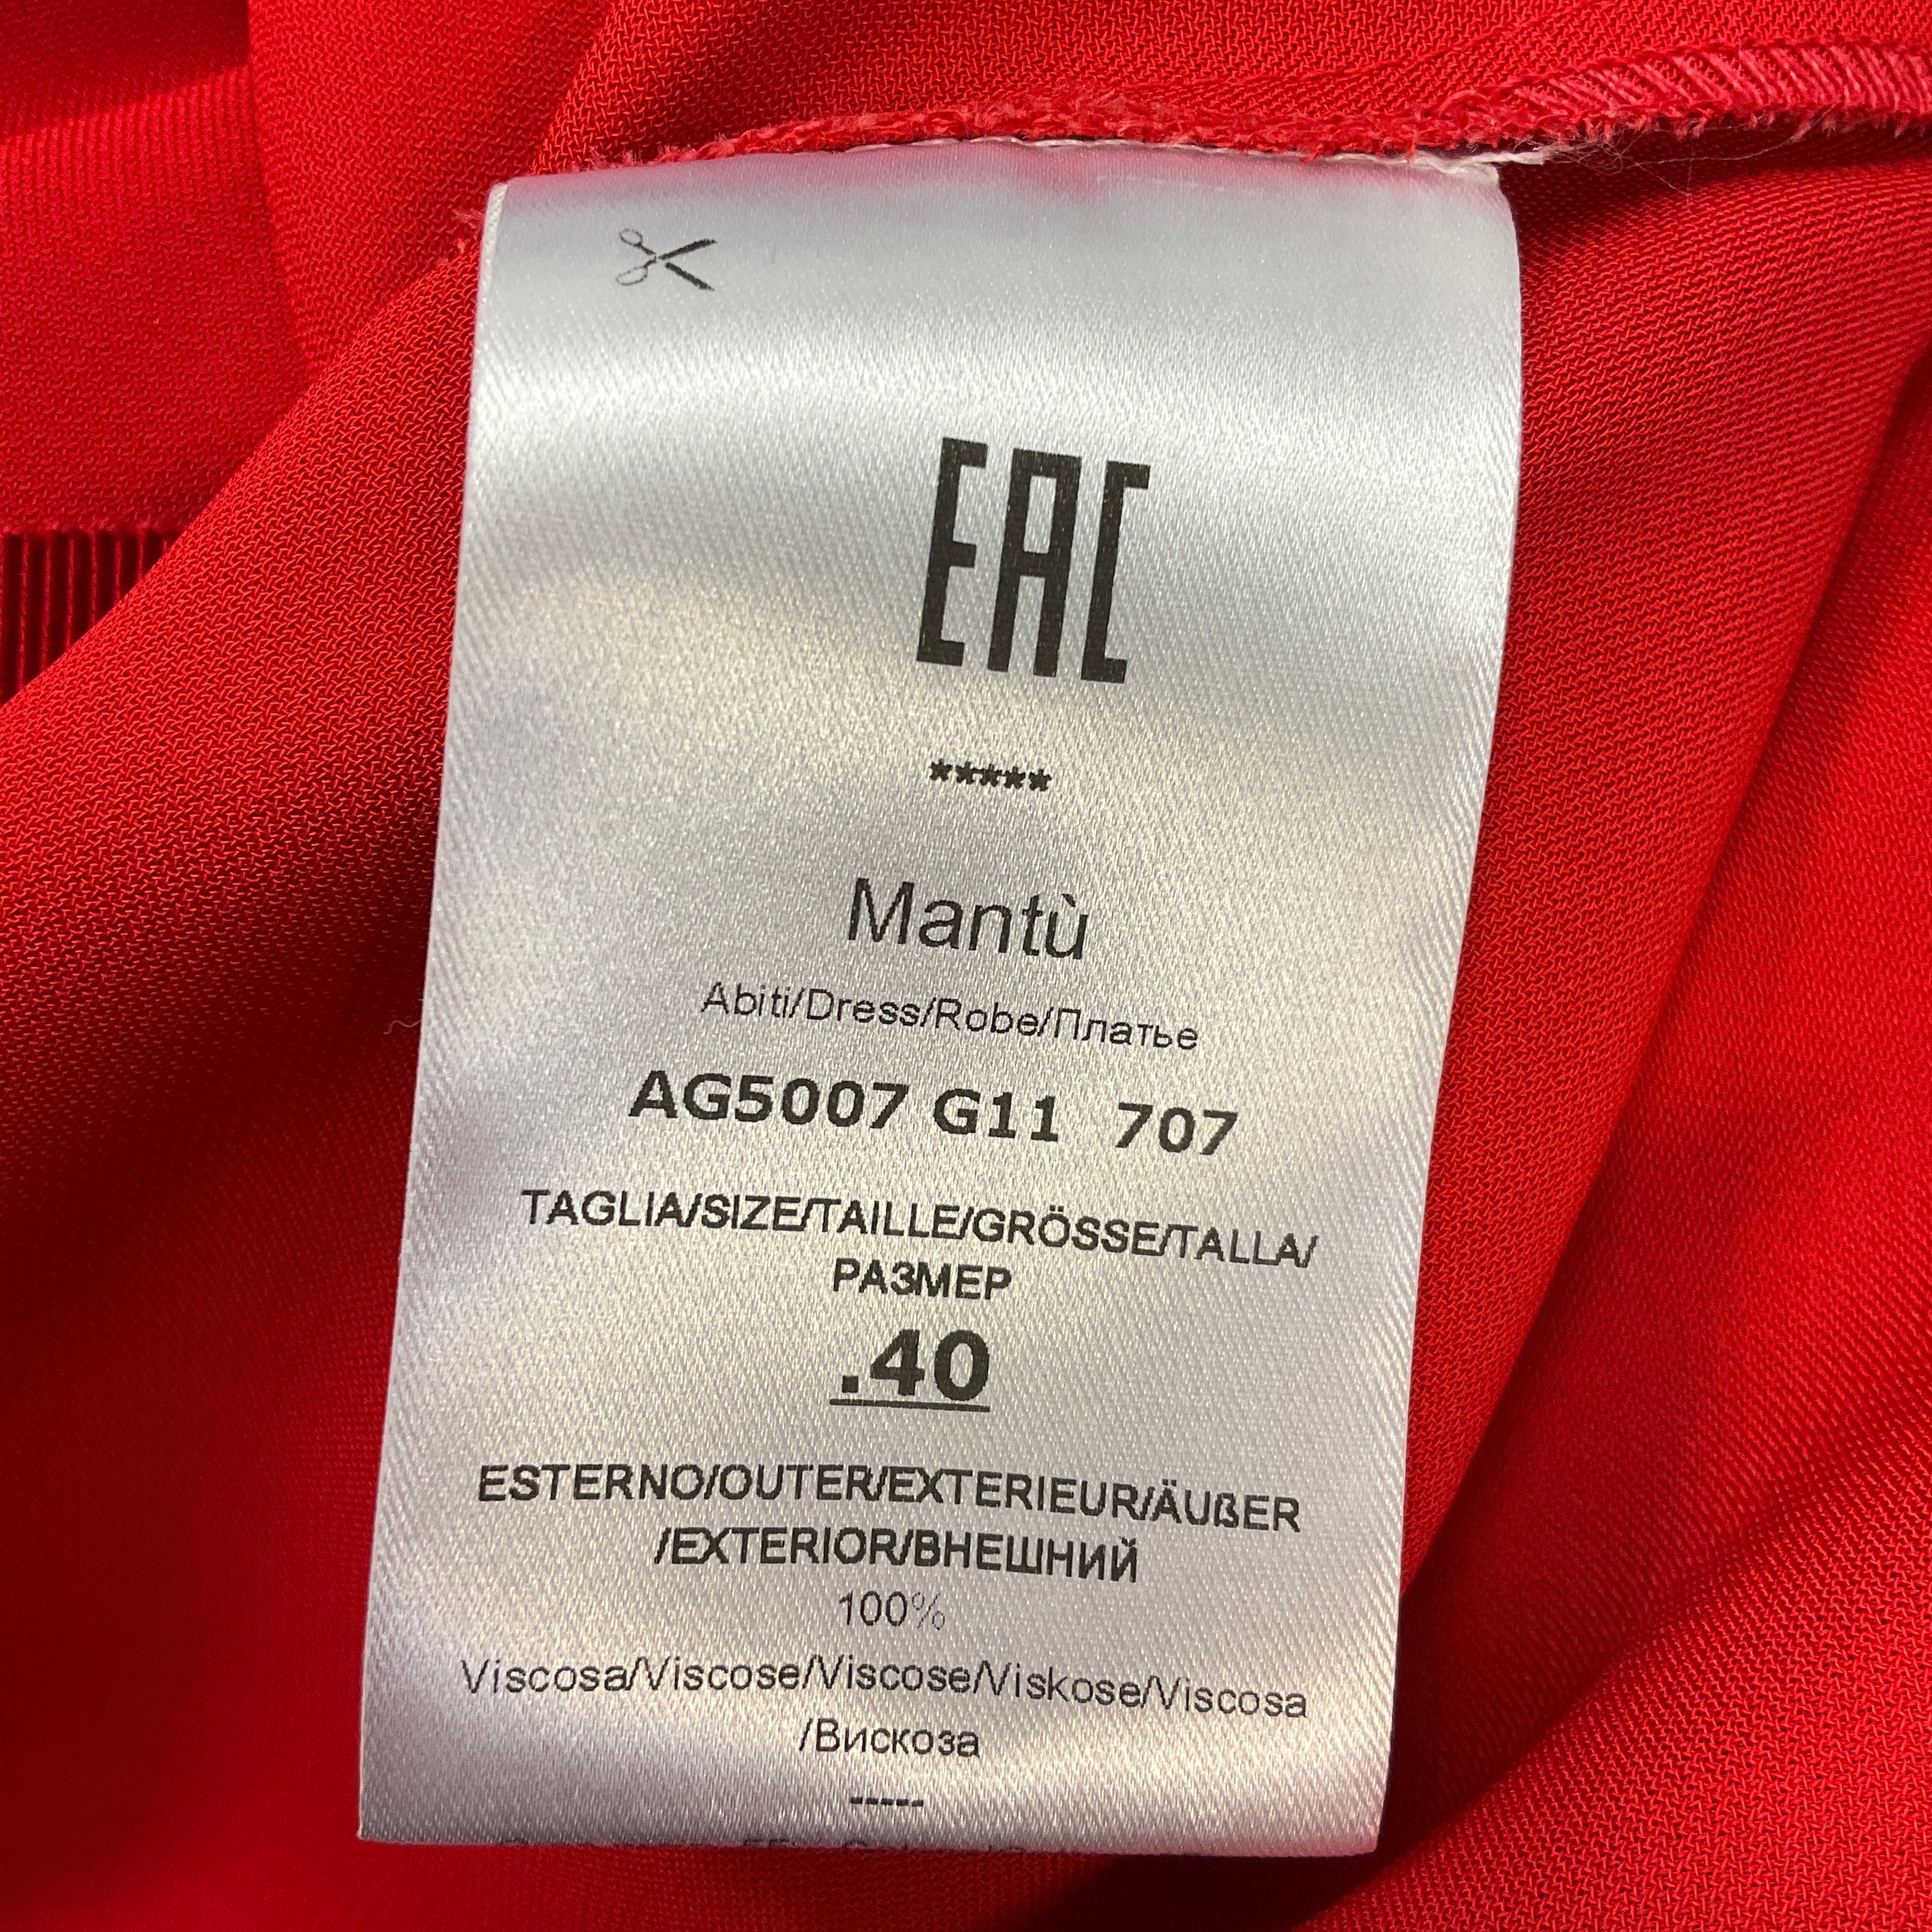 EAC
*****
Mantù
Abiti/Dress/Robe/Платье
AG5007 G11 707
TAGLIA/SIZE/TAILLE/GRÖSSE/TALLA/
РАЗМЕР
.40
ESTERNO/OUTER/EXTERIEUR/ÄUßER
/EXTERIOR/ВНЕШНИЙ
100%
Viscosa/Viscose/Viscose/Viskose/Viscosa
/Вискоза
-----